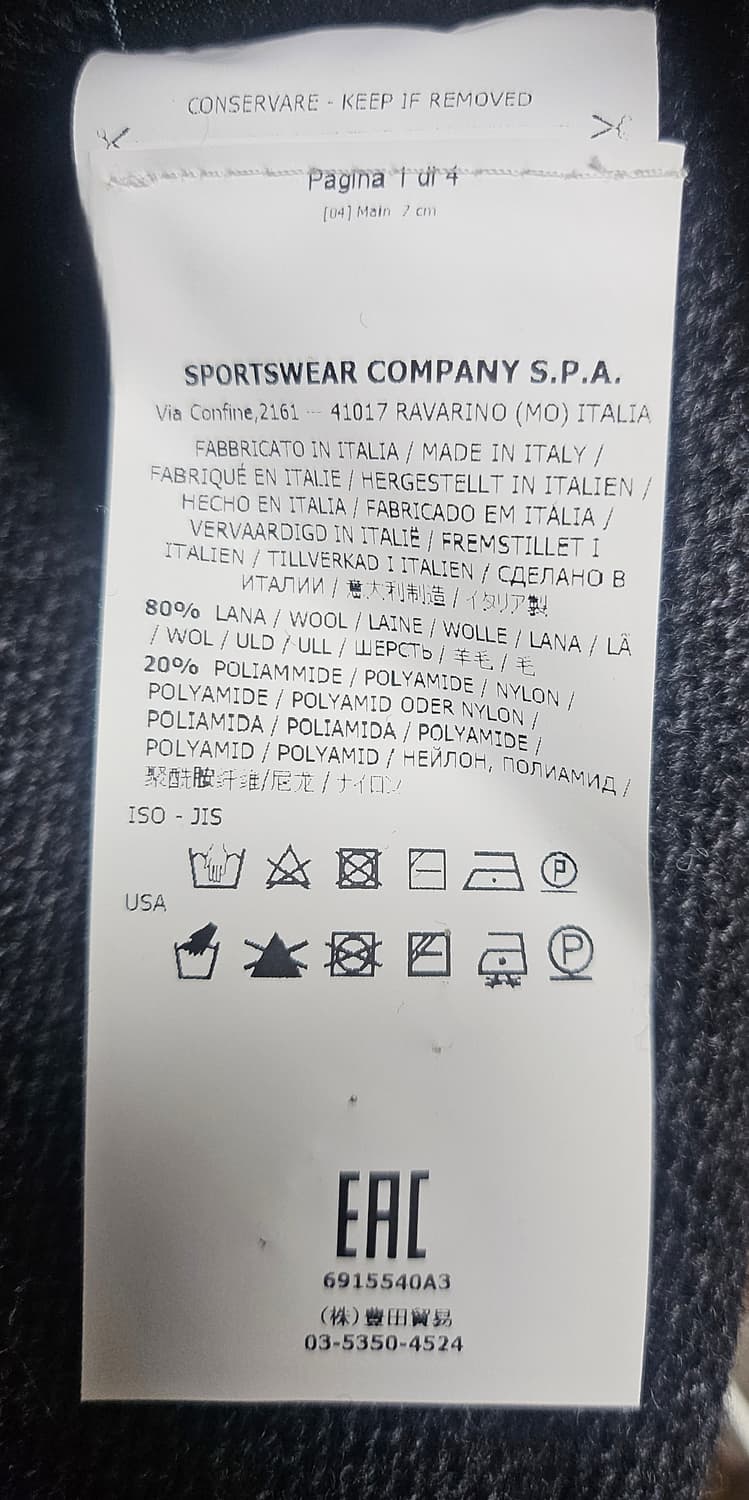 CONSERVARE - KEEP IF REMOVED
Pagina 1 di 4
[04] Main 7 cm
SPORTSWEAR COMPANY S.P.A.
Via Confine,2161 -- 41017 RAVARINO (MO) ITALIA
FABBRICATO IN ITALIA / MADE IN ITALY /
FABRIQUÉ EN ITALIE / HERGESTELLT IN ITALIEN /
HECHO EN ITALIA / FABRICADO EM ITÁLIA /
VERVAARDIGD IN ITALIË / FREMSTILLET I
ITALIEN / TILLVERKAD I ITALIEN / СДЕЛАНО В
ИТАЛИИ / 意大利制造 / イタリア製
80% LANA / WOOL / LAINE / WOLLE / LANA / LÃ
/ WOL / ULD / ULL / ШЕРСТЬ / 羊毛 / 毛
20% POLIAMMIDE / POLYAMIDE / NYLON /
POLYAMIDE / POLYAMID ODER NYLON /
POLIAMIDA / POLIAMIDA / POLYAMIDE /
POLYAMID / POLYAMID / НЕЙЛОН, ПОЛИАМИД /
聚酰胺纤维/尼龙 / ナイロン
ISO - JIS
P
USA
P
EAC
6915540A3
(株)豊田貿易
03-5350-4524